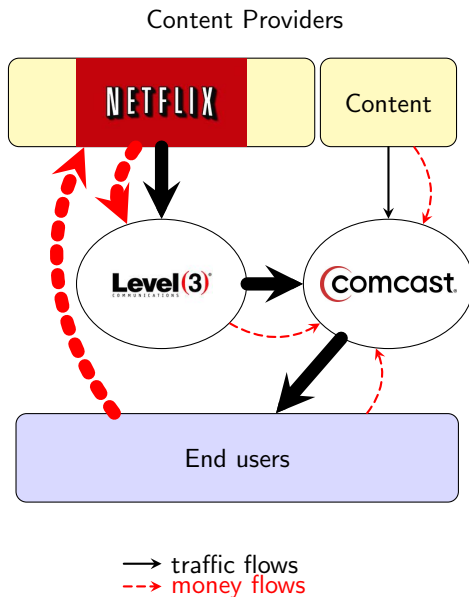 Content Providers
NETFLIX
Content
Level(3)®
COMMUNICATIONS
comcast.
End users
traffic flows
money flows